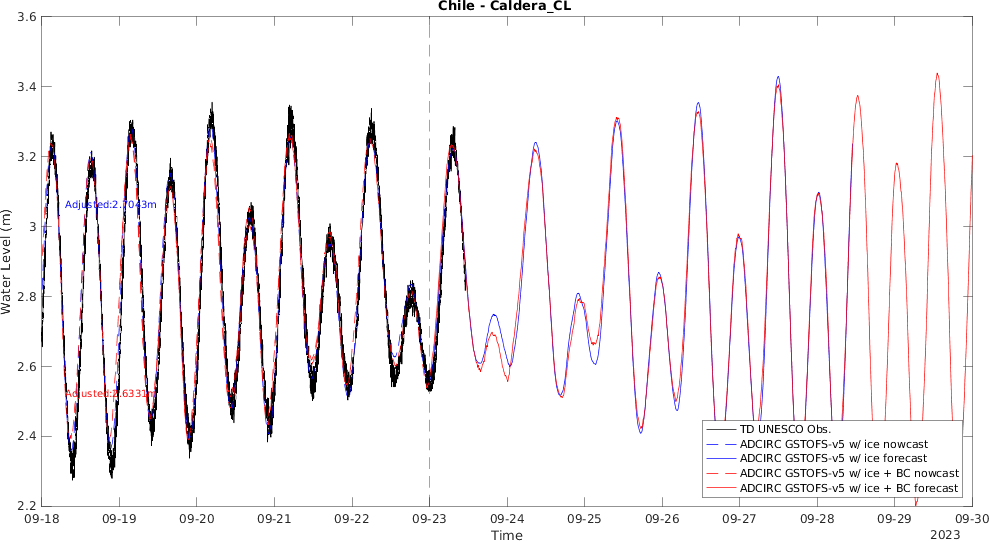 Chile - Caldera_CL
3.6
3.4
3.2
3
2.8
2.6
2.4
2.2
Water Level (m)
Adjusted:2.7043m
Adjusted:2.6331m
TD UNESCO Obs.
ADCIRC GSTOFS-v5 w/ ice nowcast
ADCIRC GSTOFS-v5 w/ ice forecast
ADCIRC GSTOFS-v5 w/ ice + BC nowcast
ADCIRC GSTOFS-v5 w/ ice + BC forecast
09-18 09-19 09-20 09-21 09-22 09-23 09-24 09-25 09-26 09-27 09-28 09-29 09-30
Time
2023